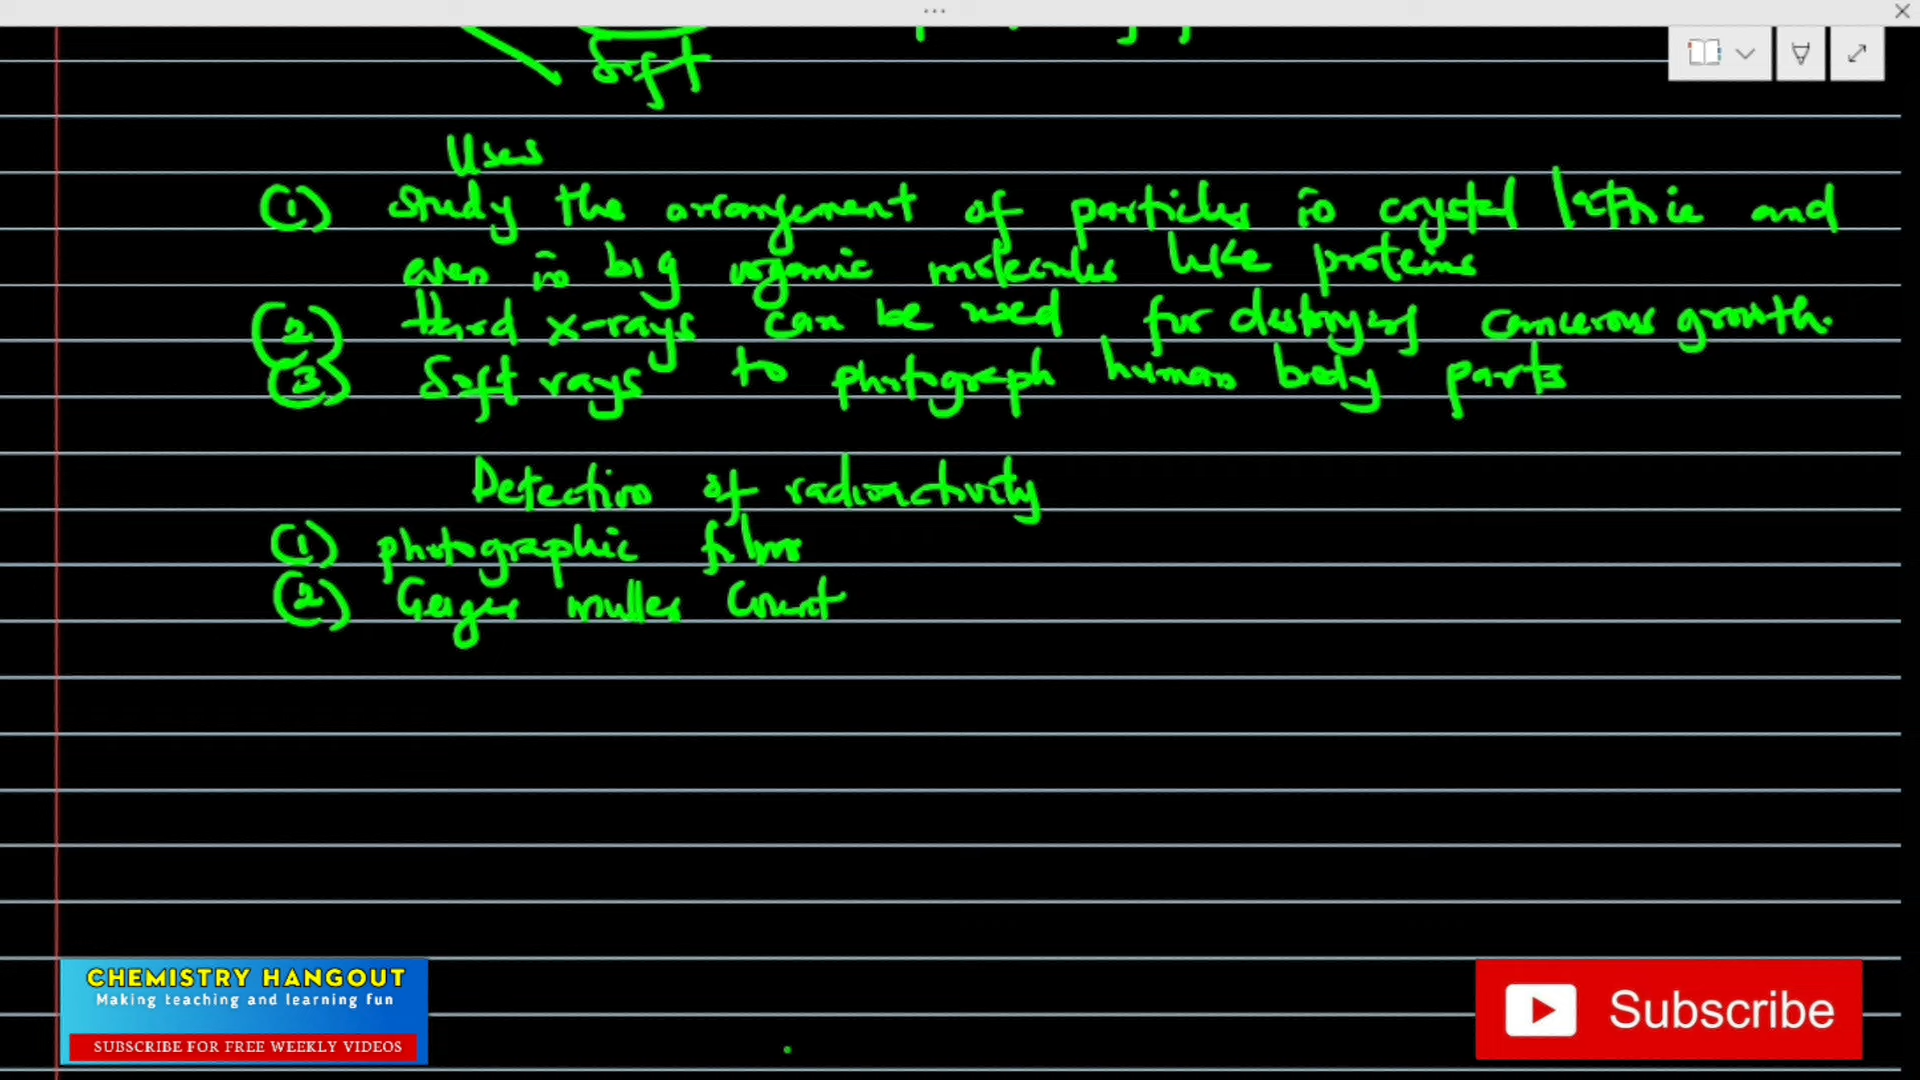 soft
Uses
(1) Study the arrangement of particles in crystal lattice and
even in big organic molecules like proteins
(2) Hard x-rays can be used for destroying cancerous growth.
(3) Soft rays to photograph human body parts
Detection of radioactivity
(1) photographic films
(2) Geiger muller Count
CHEMISTRY HANGOUT
Making teaching and learning fun
SUBSCRIBE FOR FREE WEEKLY VIDEOS
Subscribe